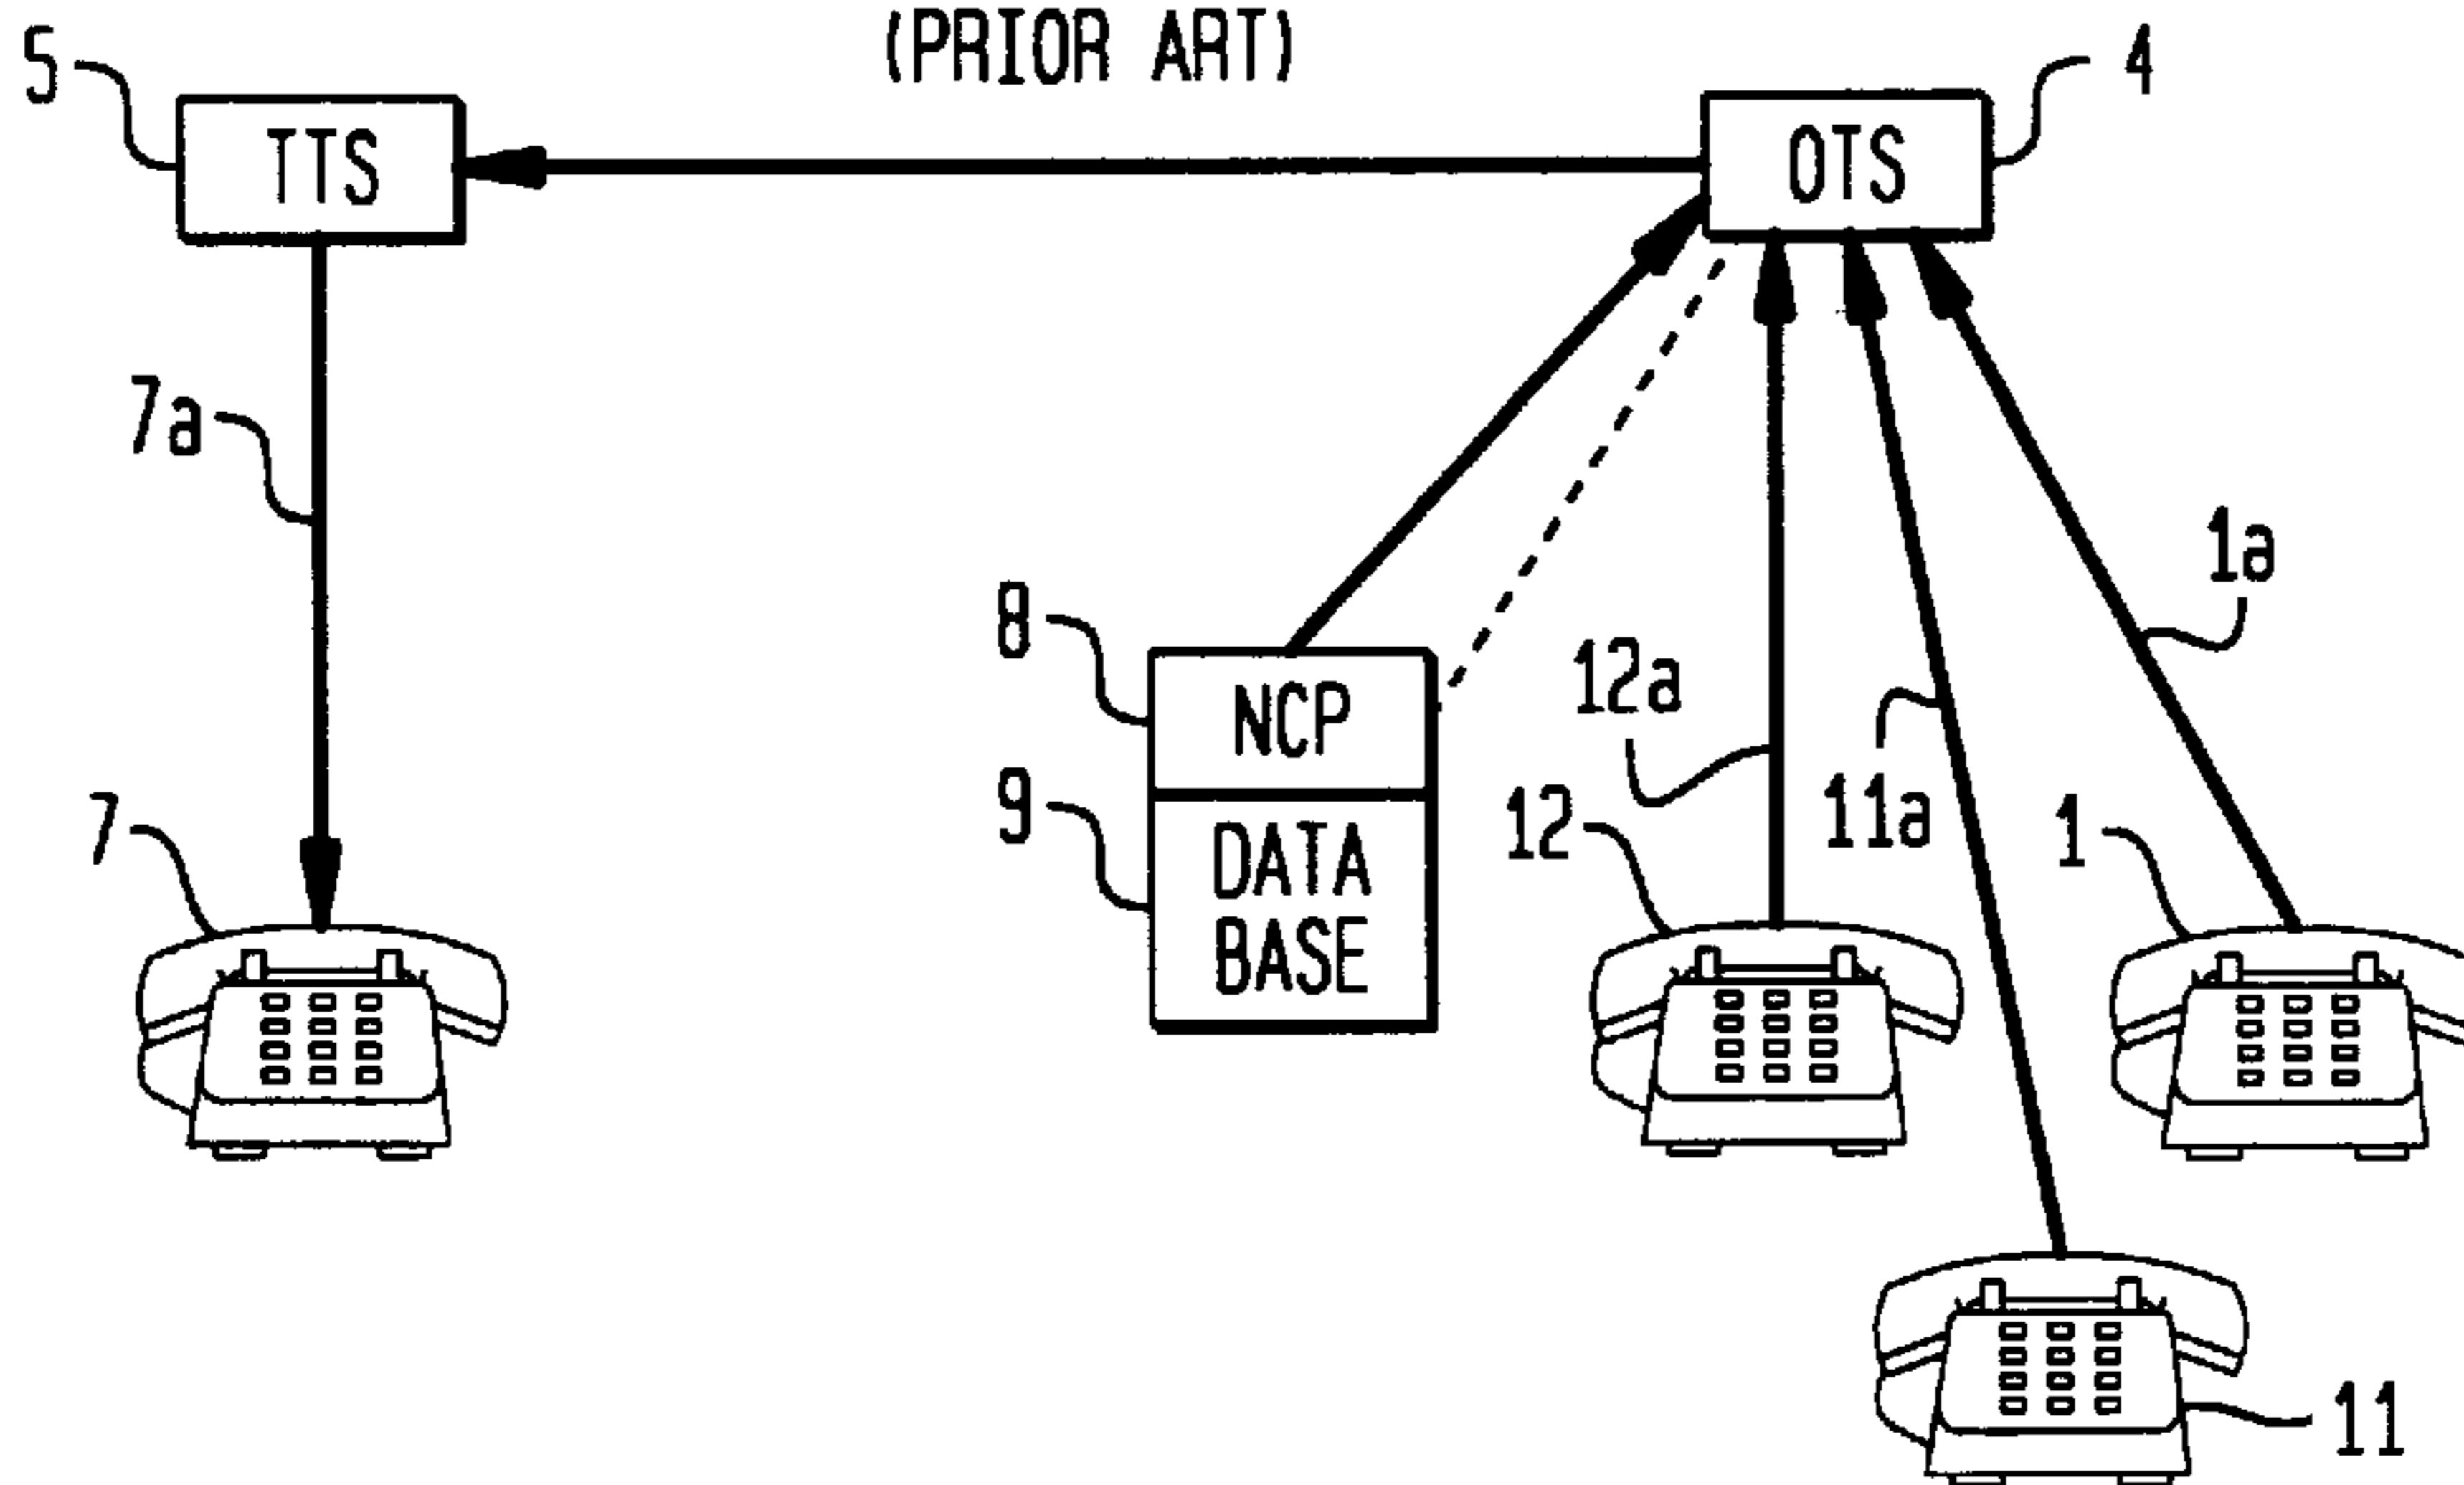 (PRIOR ART)
5
TTS
OTS
4
7a
1a
8
NCP
12a
9
DATA
BASE
7
12
11a
1
11